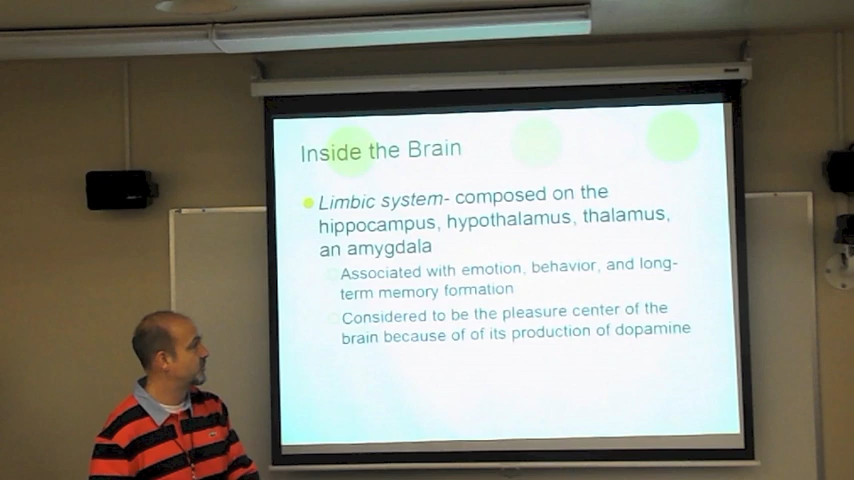 Inside the Brain
Limbic system- composed on the
hippocampus, hypothalamus, thalamus,
an amygdala
Associated with emotion, behavior, and long-
term memory formation
Considered to be the pleasure center of the
brain because of of its production of dopamine